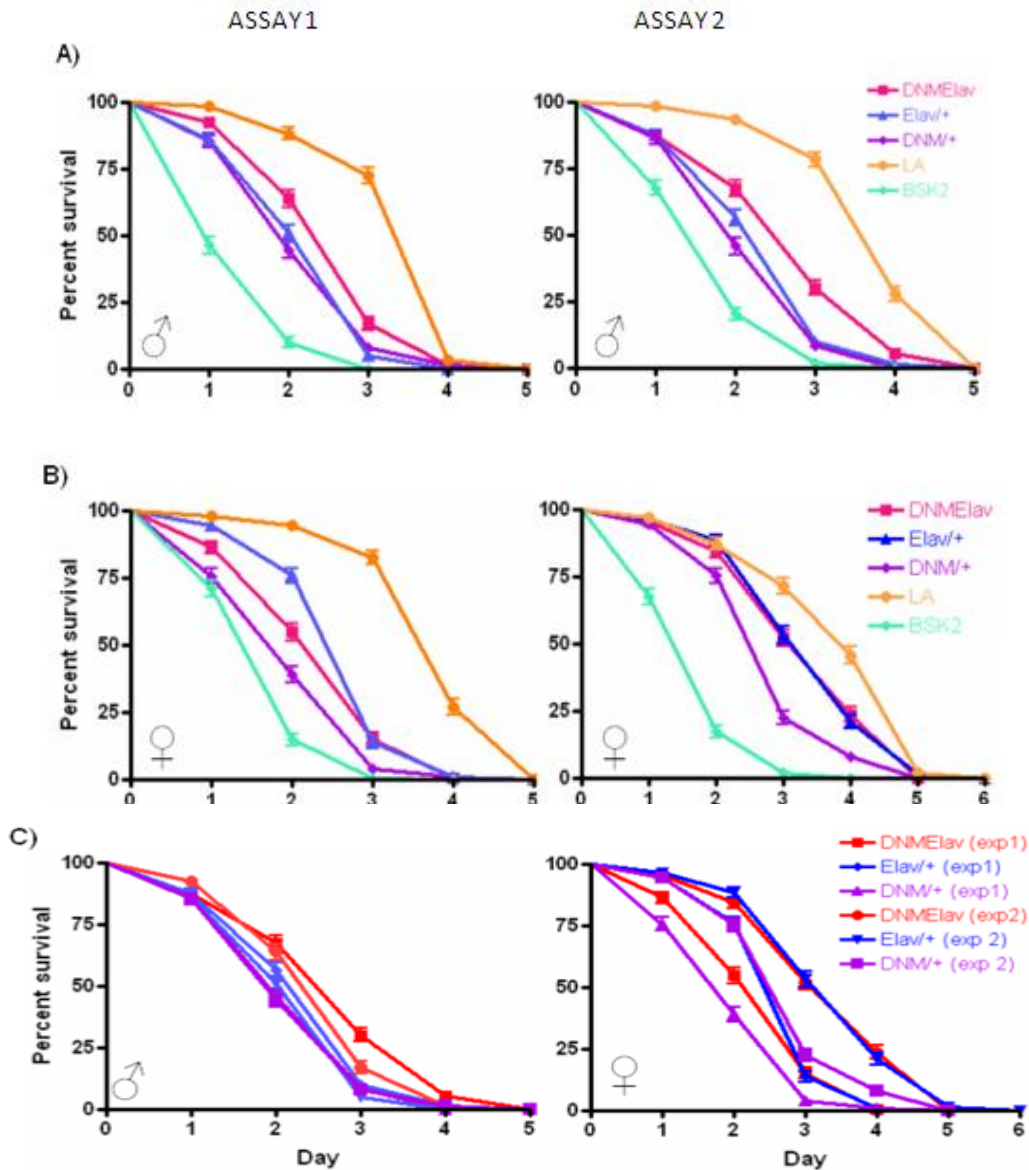 ASSAY1 ASSAY2
A)
Percent survival
100
75
50
25
0
0 1 2 3 4 5
♂
100
75
50
25
0
0 1 2 3 4 5
♂
DNMElav
Elav/+
DNM/+
LA
BSK2
B)
Percent survival
100
75
50
25
0
0 1 2 3 4 5
♀
100
75
50
25
0
0 1 2 3 4 5 6
♀
DNMElav
Elav/+
DNM/+
LA
BSK2
C)
Percent survival
100
75
50
25
0
0 1 2 3 4 5
Day
♂
100
75
50
25
0
0 1 2 3 4 5 6
Day
♀
DNMElav (exp1)
Elav/+ (exp1)
DNM/+ (exp1)
DNMElav (exp2)
Elav/+ (exp 2)
DNM/+ (exp 2)